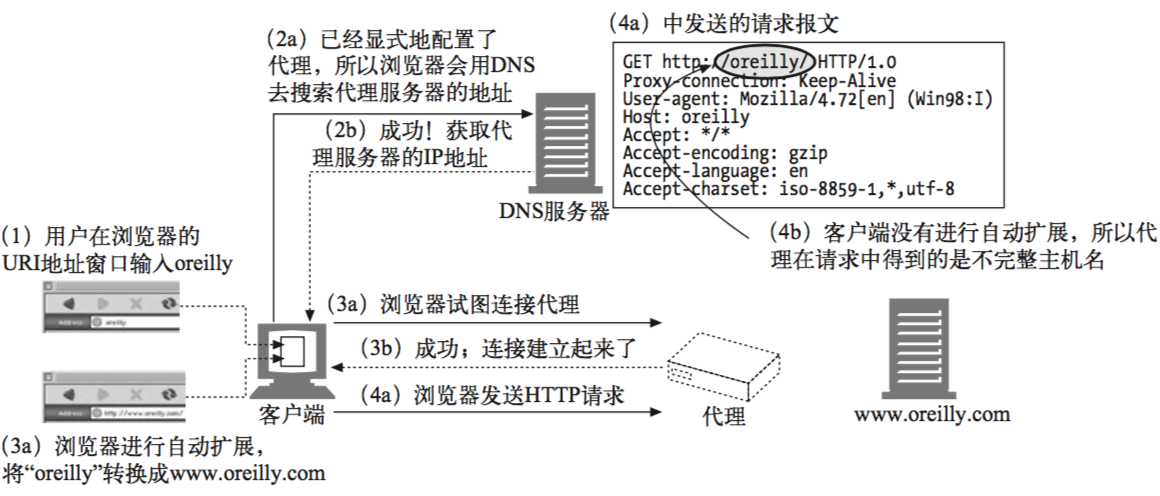 (4a)中发送的请求报文
(2a)已经显式地配置了
代理，所以浏览器会用DNS
去搜索代理服务器的地址
GET http://oreilly/ HTTP/1.0
Proxy-connection: Keep-Alive
User-agent: Mozilla/4.72[en] (Win98:I)
Host: oreilly
Accept: */*
Accept-encoding: gzip
Accept-language: en
Accept-charset: iso-8859-1,*,utf-8
(2b)成功！获取代
理服务器的IP地址
DNS服务器
(4b)客户端没有进行自动扩展，所以代
理在请求中得到的是不完整主机名
(1)用户在浏览器的
URI地址窗口输入oreilly
Address
oreilly
(3a)浏览器试图连接代理
(3b)成功；连接建立起来了
(4a)浏览器发送HTTP请求
Address
http://www.oreilly.com/
客户端
代理
www.oreilly.com
(3a)浏览器进行自动扩展，
将“oreilly”转换成www.oreilly.com